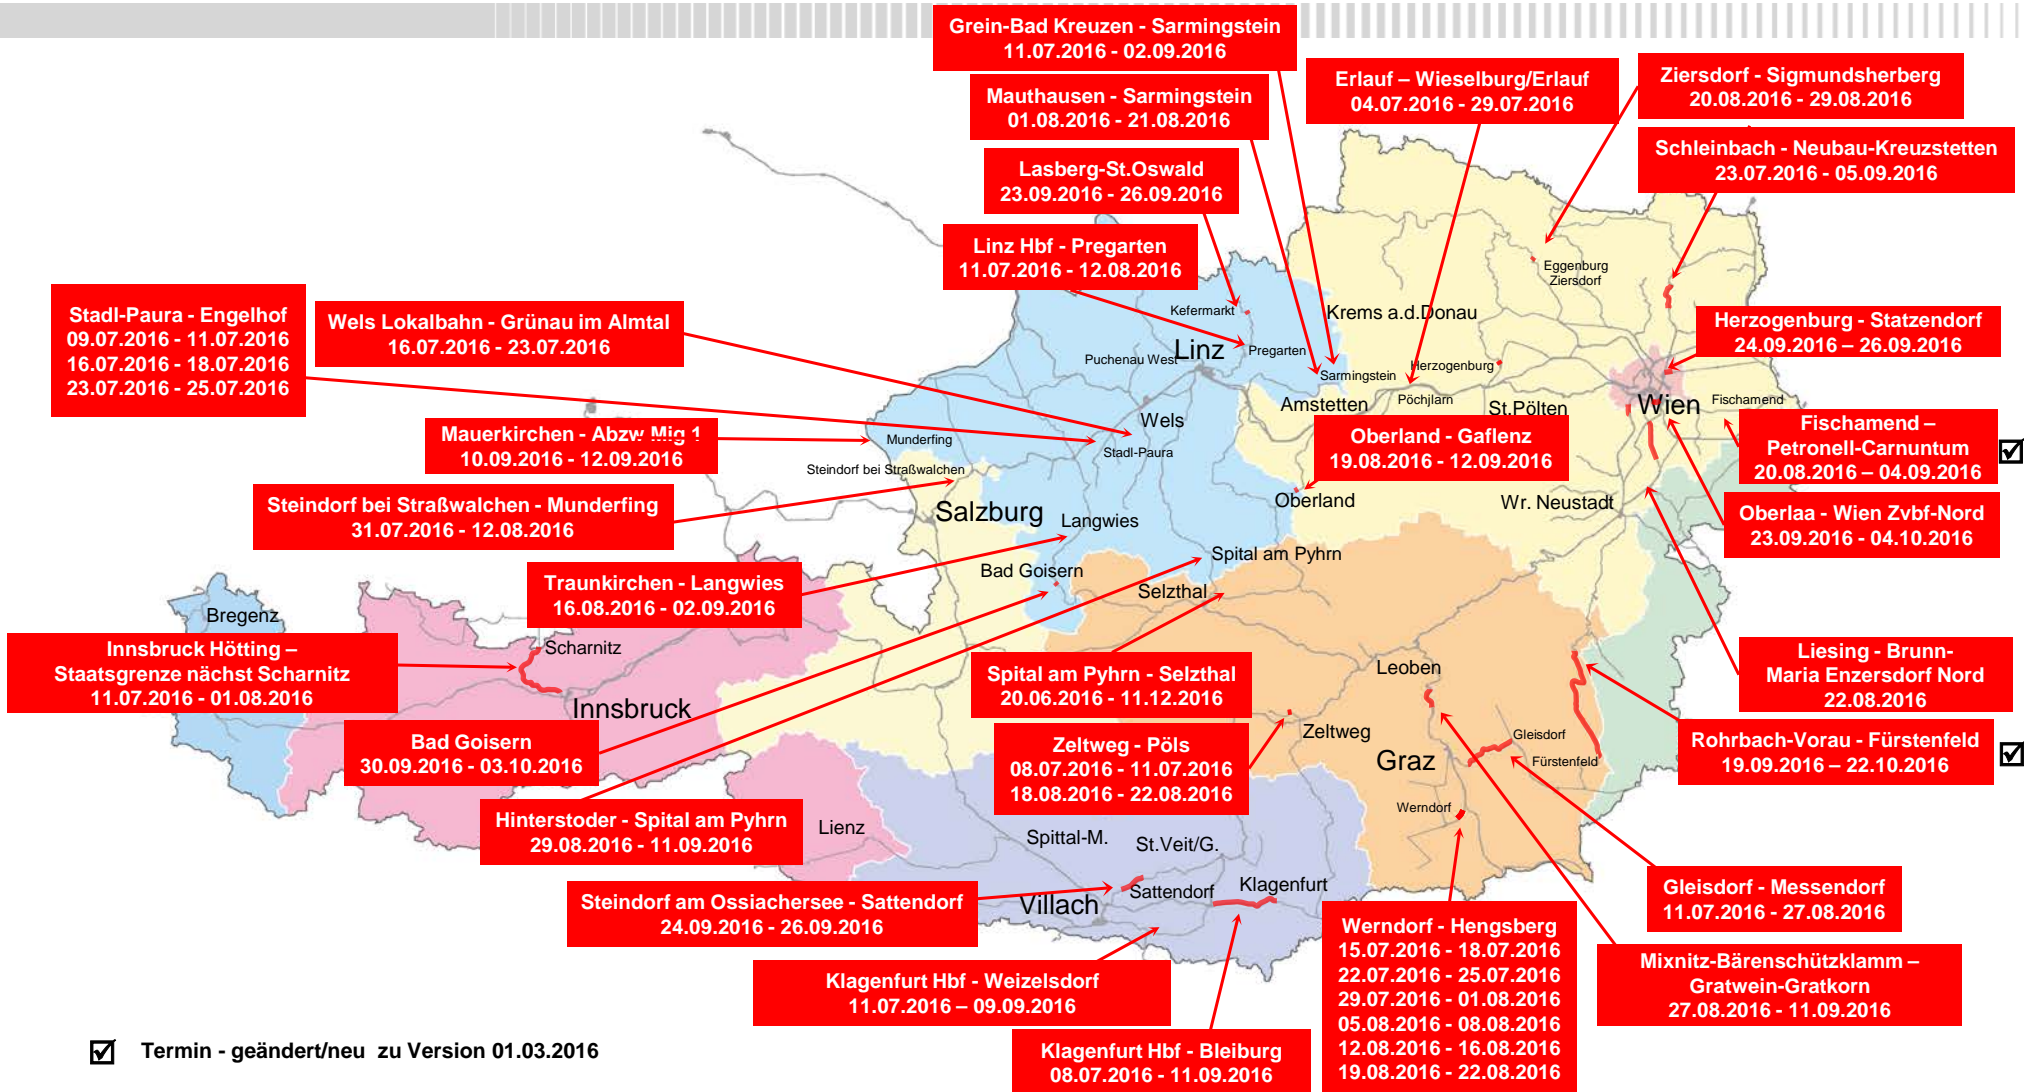 Grein-Bad Kreuzen - Sarmingstein
11.07.2016 - 02.09.2016
Erlauf – Wieselburg/Erlauf
04.07.2016 - 29.07.2016
Ziersdorf - Sigmundsherberg
20.08.2016 - 29.08.2016
Mauthausen - Sarmingstein
01.08.2016 - 21.08.2016
Schleinbach - Neubau-Kreuzstetten
23.07.2016 - 05.09.2016
Lasberg-St.Oswald
23.09.2016 - 26.09.2016
Linz Hbf - Pregarten
11.07.2016 - 12.08.2016
Eggenburg
Ziersdorf
Stadl-Paura - Engelhof
09.07.2016 - 11.07.2016
16.07.2016 - 18.07.2016
23.07.2016 - 25.07.2016
Wels Lokalbahn - Grünau im Almtal
16.07.2016 - 23.07.2016
Kefermarkt
Krems a.d.Donau
Herzogenburg - Statzendorf
24.09.2016 – 26.09.2016
Puchenau West
Linz
Pregarten
Sarmingstein
Herzogenburg
Amstetten
Pöchjlarn
St.Pölten
Wien
Fischamend
Wels
Mauerkirchen - Abzw Mig 1
10.09.2016 - 12.09.2016
Munderfing
Stadl-Paura
Oberland - Gaflenz
19.08.2016 - 12.09.2016
Fischamend –
Petronell-Carnuntum
20.08.2016 – 04.09.2016
Steindorf bei Straßwalchen
Steindorf bei Straßwalchen - Munderfing
31.07.2016 - 12.08.2016
Salzburg
Langwies
Oberland
Wr. Neustadt
Oberlaa - Wien Zvbf-Nord
23.09.2016 - 04.10.2016
Spital am Pyhrn
Bad Goisern
Selzthal
Traunkirchen - Langwies
16.08.2016 - 02.09.2016
Bregenz
Innsbruck Hötting –
Staatsgrenze nächst Scharnitz
11.07.2016 - 01.08.2016
Scharnitz
Innsbruck
Spital am Pyhrn - Selzthal
20.06.2016 - 11.12.2016
Leoben
Liesing - Brunn-
Maria Enzersdorf Nord
22.08.2016
Bad Goisern
30.09.2016 - 03.10.2016
Zeltweg - Pöls
08.07.2016 - 11.07.2016
18.08.2016 - 22.08.2016
Zeltweg
Graz
Gleisdorf
Fürstenfeld
Rohrbach-Vorau - Fürstenfeld
19.09.2016 – 22.10.2016
Hinterstoder - Spital am Pyhrn
29.08.2016 - 11.09.2016
Lienz
Spittal-M.
St.Veit/G.
Werndorf
Steindorf am Ossiachersee - Sattendorf
24.09.2016 - 26.09.2016
Villach
Sattendorf
Klagenfurt
Gleisdorf - Messendorf
11.07.2016 - 27.08.2016
Werndorf - Hengsberg
15.07.2016 - 18.07.2016
22.07.2016 - 25.07.2016
29.07.2016 - 01.08.2016
05.08.2016 - 08.08.2016
12.08.2016 - 16.08.2016
19.08.2016 - 22.08.2016
Mixnitz-Bärenschützklamm –
Gratwein-Gratkorn
27.08.2016 - 11.09.2016
Klagenfurt Hbf - Weizelsdorf
11.07.2016 – 09.09.2016
Klagenfurt Hbf - Bleiburg
08.07.2016 - 11.09.2016
Termin - geändert/neu zu Version 01.03.2016